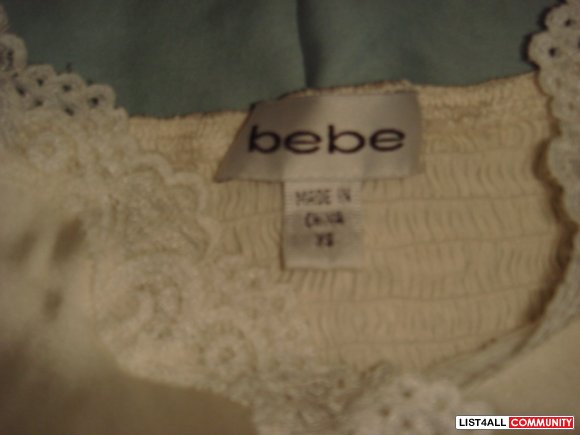 bebe
MADE IN
CHINA
XS
LIST4ALL COMMUNITY